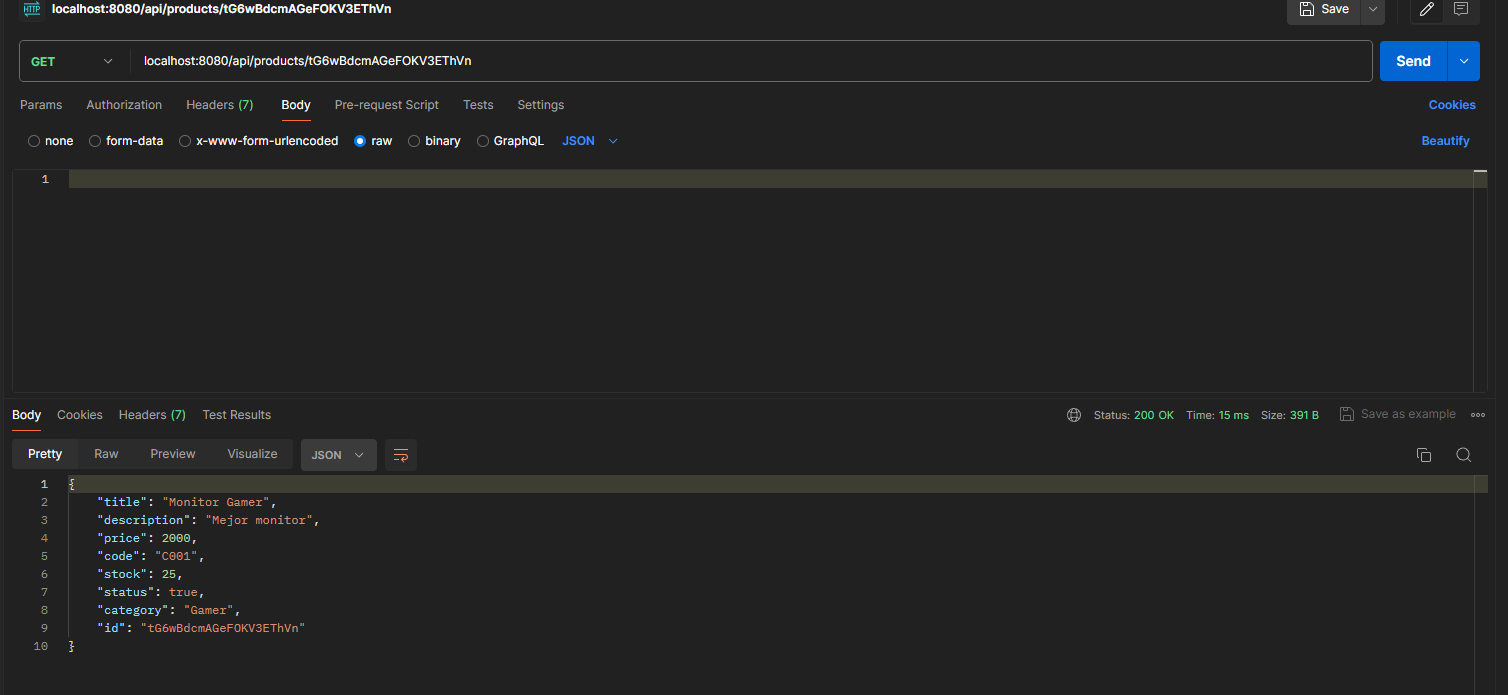 HTTP localhost:8080/api/products/tG6wBdcmAGeFOKV3EThVn Save
GET localhost:8080/api/products/tG6wBdcmAGeFOKV3EThVn Send
Params Authorization Headers (7) Body Pre-request Script Tests Settings Cookies
none form-data x-www-form-urlencoded raw binary GraphQL JSON Beautify
1
Body Cookies Headers (7) Test Results Status: 200 OK Time: 15 ms Size: 391 B Save as example
Pretty Raw Preview Visualize JSON
1 {
2 "title": "Monitor Gamer",
3 "description": "Mejor monitor",
4 "price": 2000,
5 "code": "C001",
6 "stock": 25,
7 "status": true,
8 "category": "Gamer",
9 "id": "tG6wBdcmAGeFOKV3EThVn"
10 }